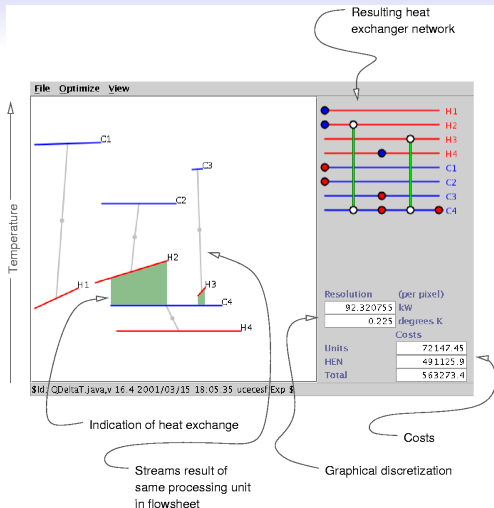 Resulting heat
exchanger network
File Optimize View
H1
H2
H3
H4
C1
C2
C3
C4
C1
C3
C2
H2
H1
H3
C4
H4
Temperature
Resolution (per pixel)
92.320755 kW
0.225 degrees K
Costs
Units 72147.45
HEN 491125.9
Total 563273.4
$Id: QDeltaT.java,v 16.4 2001/03/15 18:05:35 ucecesf Exp $
Indication of heat exchange
Costs
Streams result of
same processing unit
in flowsheet
Graphical discretization